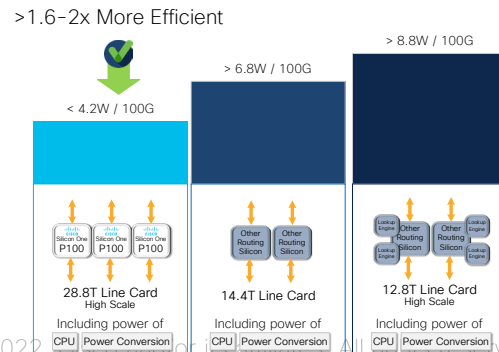 >1.6-2x More Efficient
> 8.8W / 100G
> 6.8W / 100G
< 4.2W / 100G
cisco
Silicon One
P100
cisco
Silicon One
P100
cisco
Silicon One
P100
Other
Routing
Silicon
Other
Routing
Silicon
Lookup
Engine
Lookup
Engine
Other
Routing
Silicon
Other
Routing
Silicon
Lookup
Engine
Lookup
Engine
28.8T Line Card
High Scale
14.4T Line Card
12.8T Line Card
High Scale
Including power of
CPU
Power Conversion
Including power of
CPU
Power Conversion
Including power of
CPU
Power Conversion
022
All